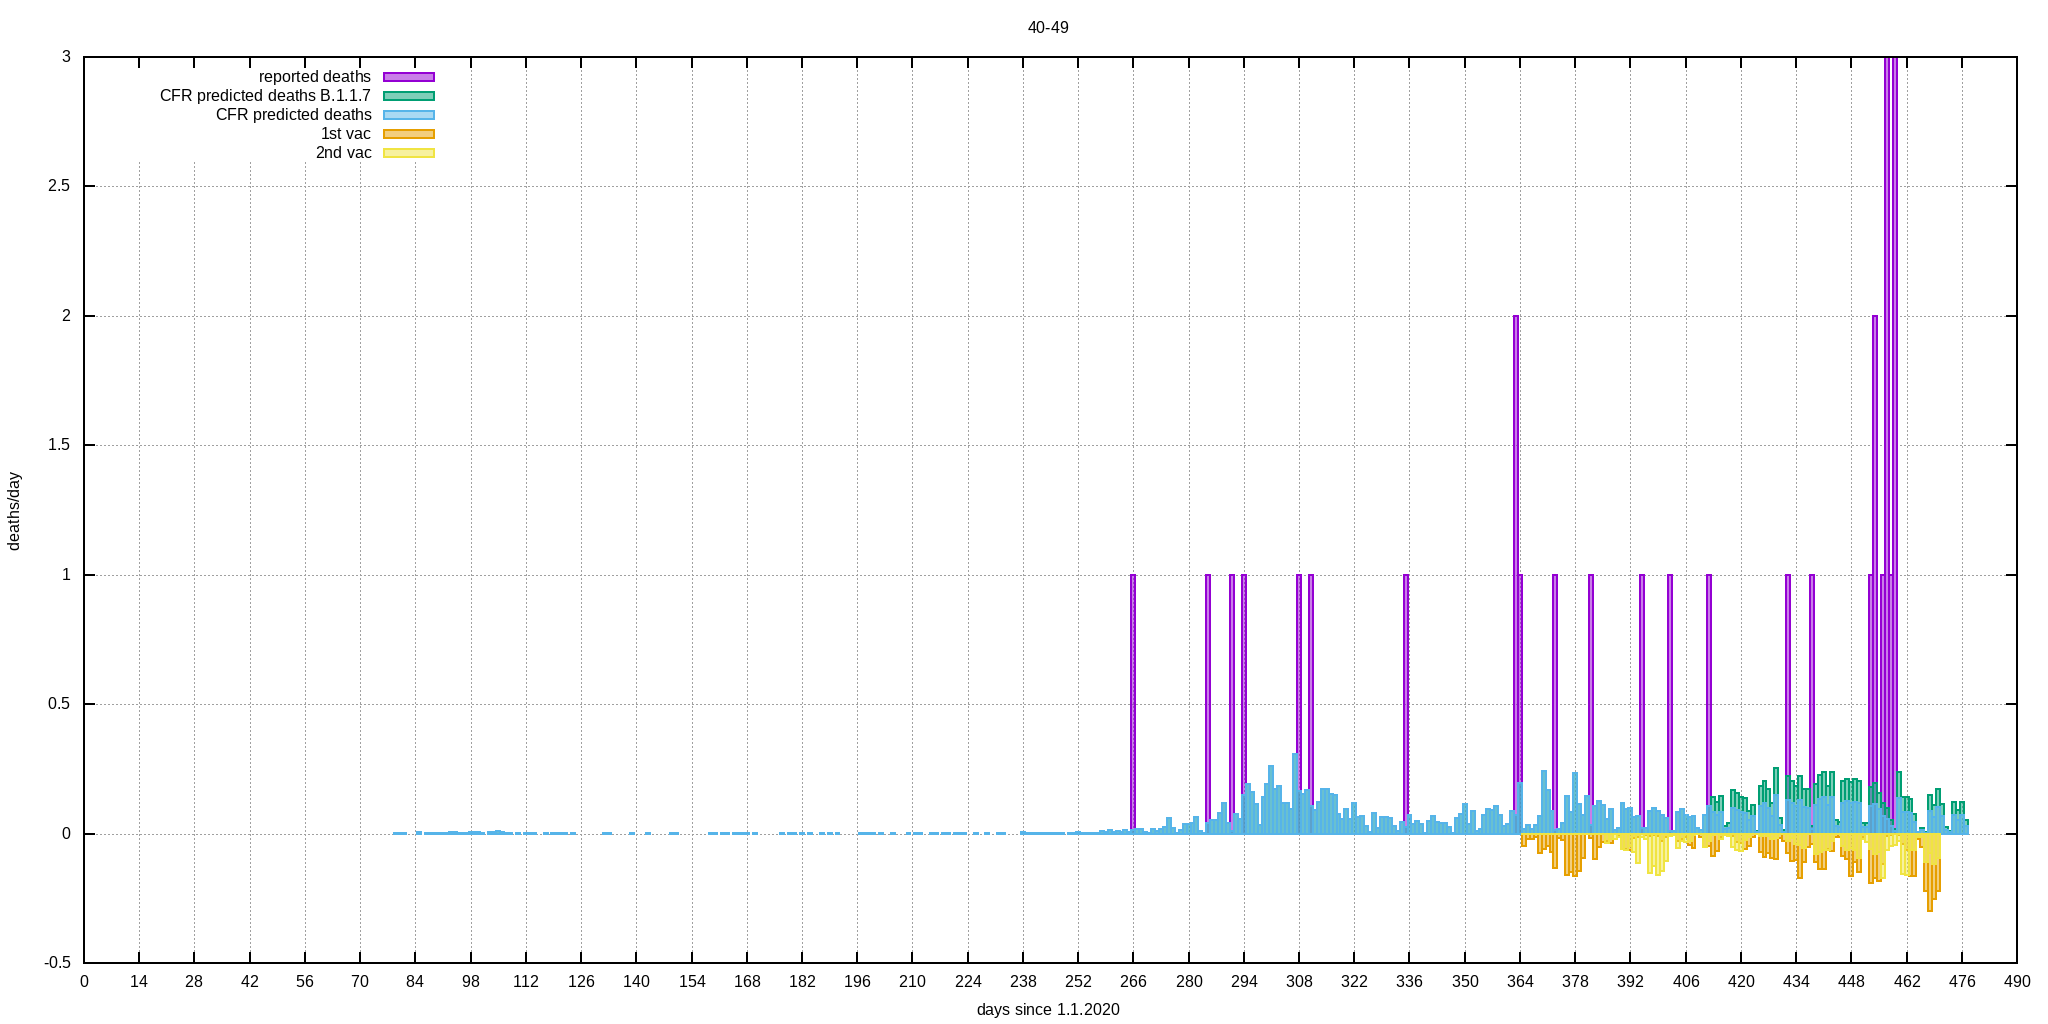 40-49
reported deaths
CFR predicted deaths B.1.1.7
CFR predicted deaths
1st vac
2nd vac
3
2.5
2
1.5
1
0.5
0
-0.5
deaths/day
0 14 28 42 56 70 84 98 112 126 140 154 168 182 196 210 224 238 252 266 280 294 308 322 336 350 364 378 392 406 420 434 448 462 476 490
days since 1.1.2020